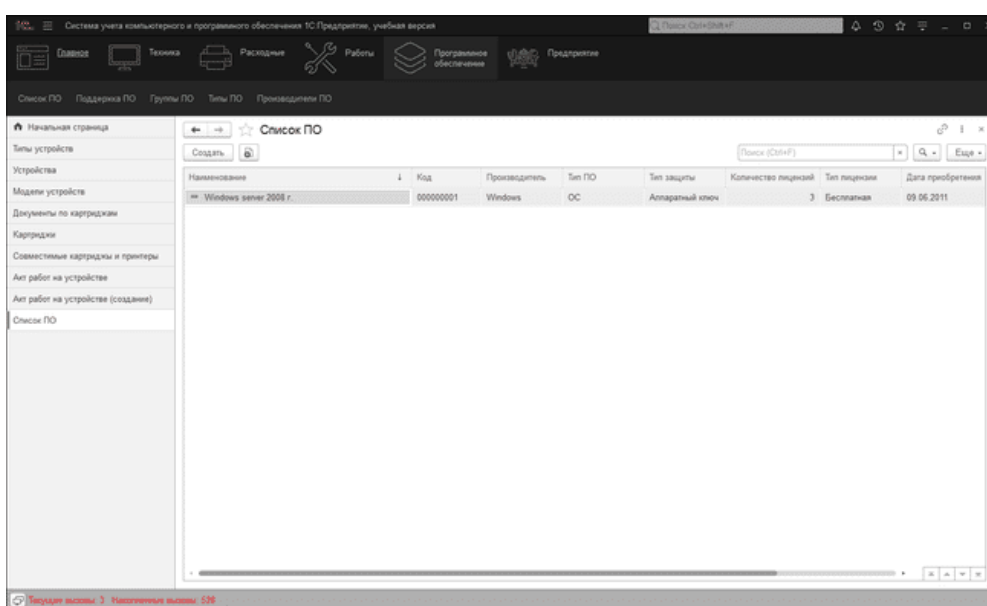 Система учета компьютерного и программного обеспечения 1С:Предприятие, учебная версия
Поиск Ctrl+Shift+F
Главное Техника Расходные Работы Программное обеспечение Предприятие
Список ПО Поддержка ПО Группы ПО Типы ПО Производители ПО
Начальная страница
Типы устройств
Устройства
Модели устройств
Документы по картриджам
Картриджи
Совместимые картриджы и принтеры
Акт работ на устройстве
Акт работ на устройстве (создание)
Список ПО
Список ПО
Создать
Поиск (Ctrl+F)
Еще
Наименование Код Производитель Тип ПО Тип защиты Количество лицензий Тип лицензии Дата приобретения
Windows server 2008 г. 000000001 Windows ОС Аппаратный ключ 3 Бесплатная 09.06.2011
Текущие вызовы: 3 Накопленные вызовы: 539